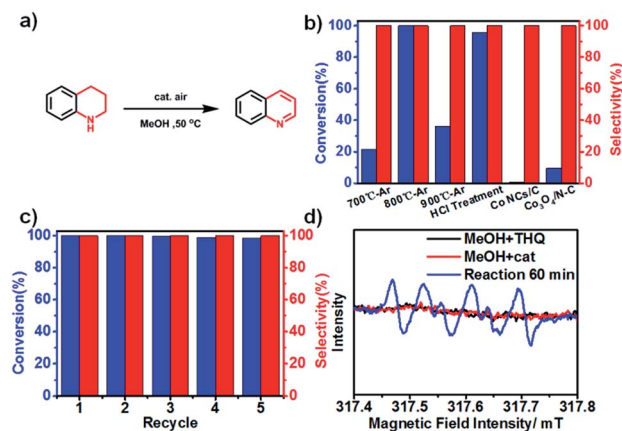 a)
cat. air
MeOH ,50 °C
N
H
N
b)
Conversion(%)
Selectivity(%)
100
80
60
40
20
0
100
80
60
40
20
0
700℃-Ar
800℃-Ar
900℃-Ar
HCl Treatment
Co NCs/C
Co3O4/N-C
c)
Conversion(%)
Selectivity(%)
100
80
60
40
20
0
100
80
60
40
20
0
1 2 3 4 5
Recycle
d)
MeOH+THQ
MeOH+cat
Reaction 60 min
Intensity
317.4 317.5 317.6 317.7 317.8
Magnetic Field Intensity/ mT